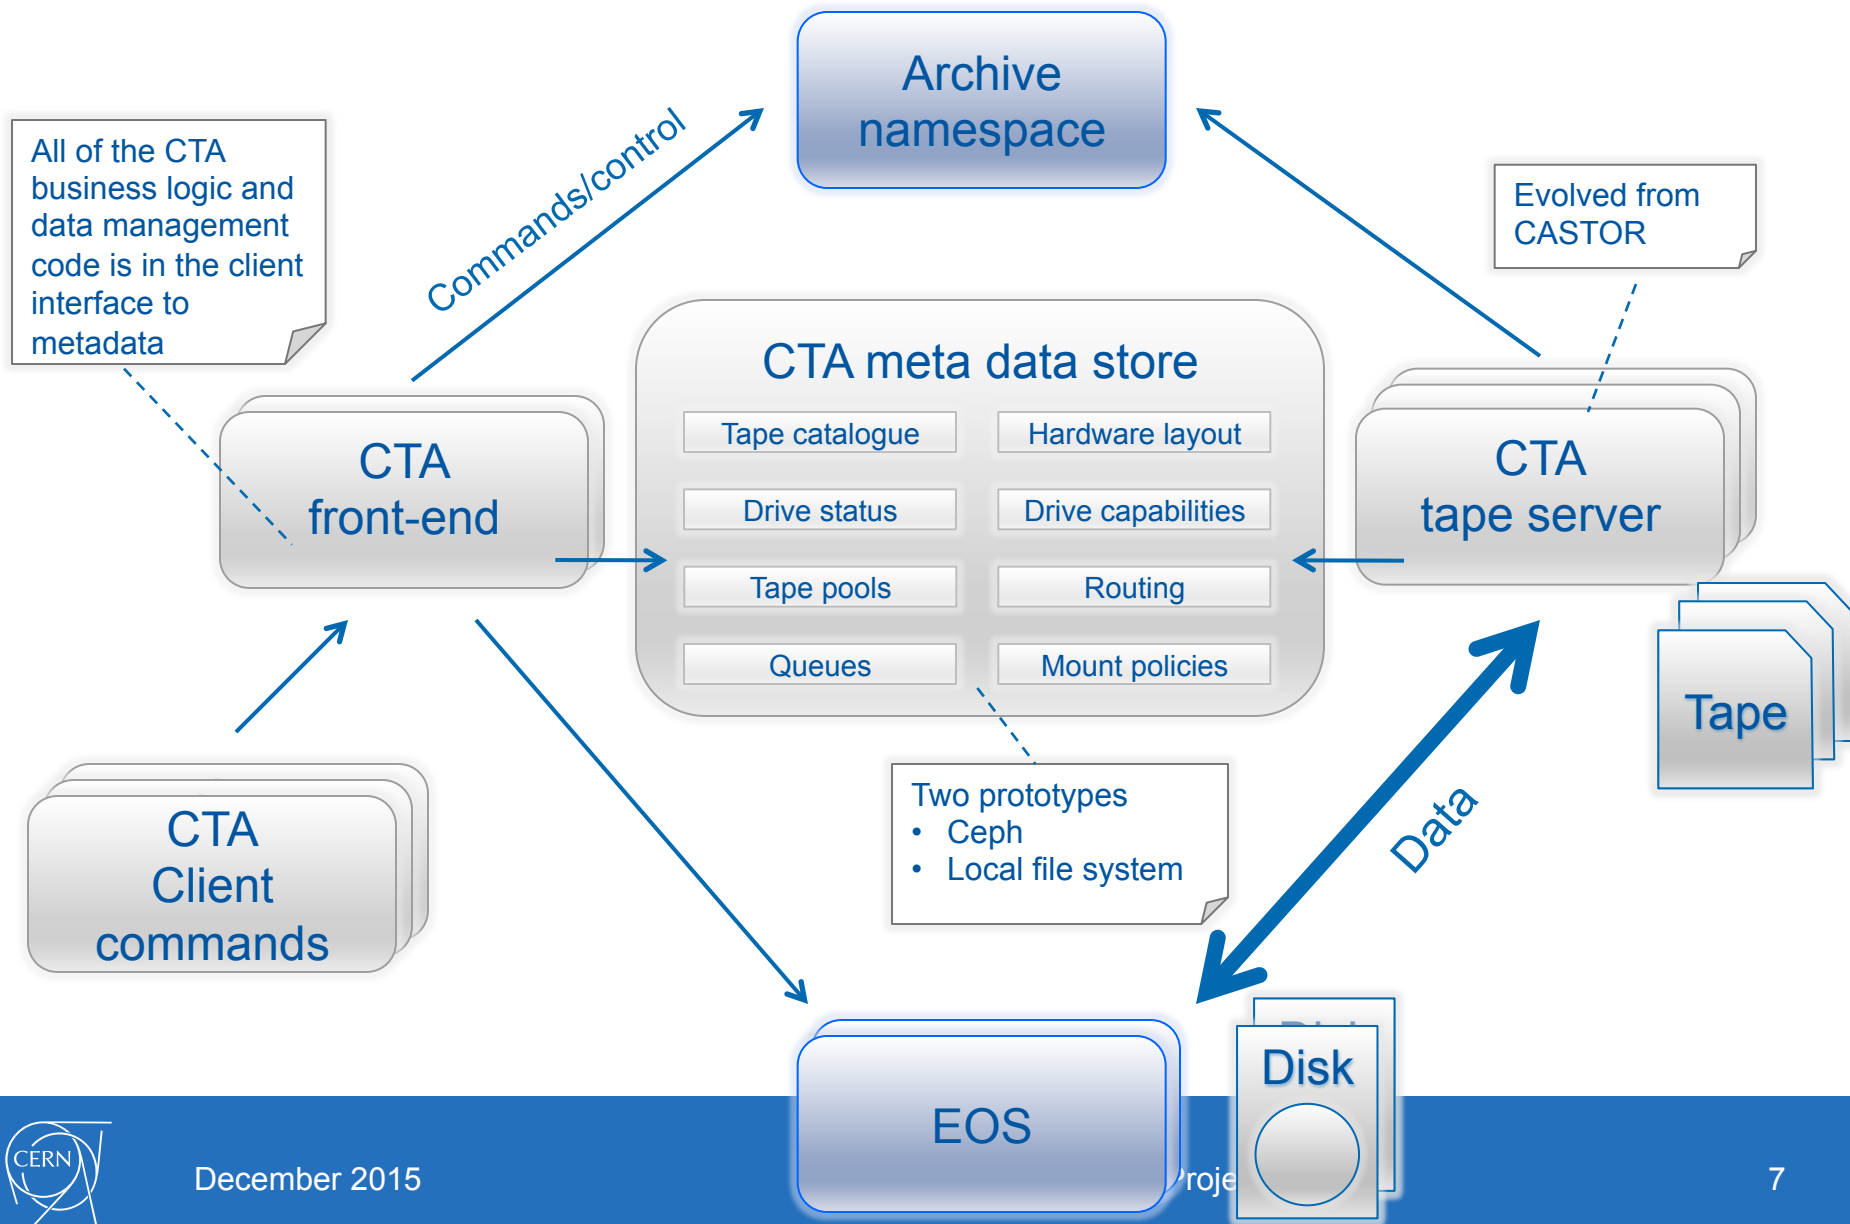 Archive
namespace
All of the CTA
business logic and
data management
code is in the client
interface to
metadata
Commands/control
Evolved from
CASTOR
CTA meta data store
Tape catalogue
Hardware layout
Drive status
Drive capabilities
Tape pools
Routing
Queues
Mount policies
CTA
front-end
CTA
tape server
Tape
CTA
Client
commands
Two prototypes
• Ceph
• Local file system
Data
Disk
EOS
CERN
December 2015
7